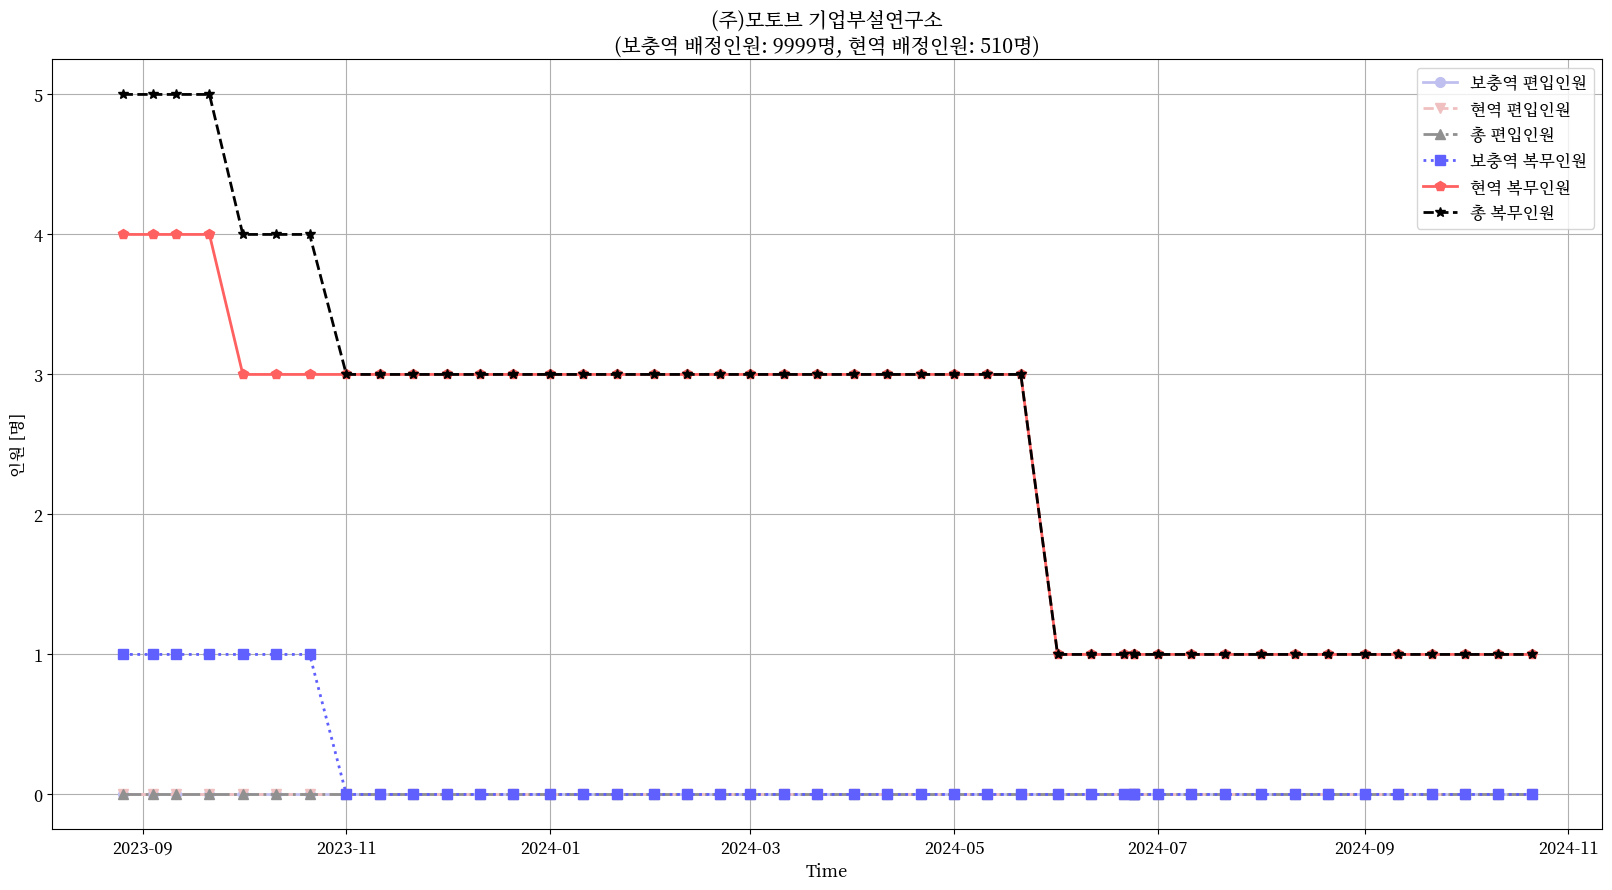 (주)모토브 기업부설연구소
(보충역 배정인원: 9999명, 현역 배정인원: 510명)
보충역 편입인원
현역 편입인원
총 편입인원
보충역 복무인원
현역 복무인원
총 복무인원
인원 [명]
5
4
3
2
1
0
2023-09
2023-11
2024-01
2024-03
2024-05
2024-07
2024-09
2024-11
Time